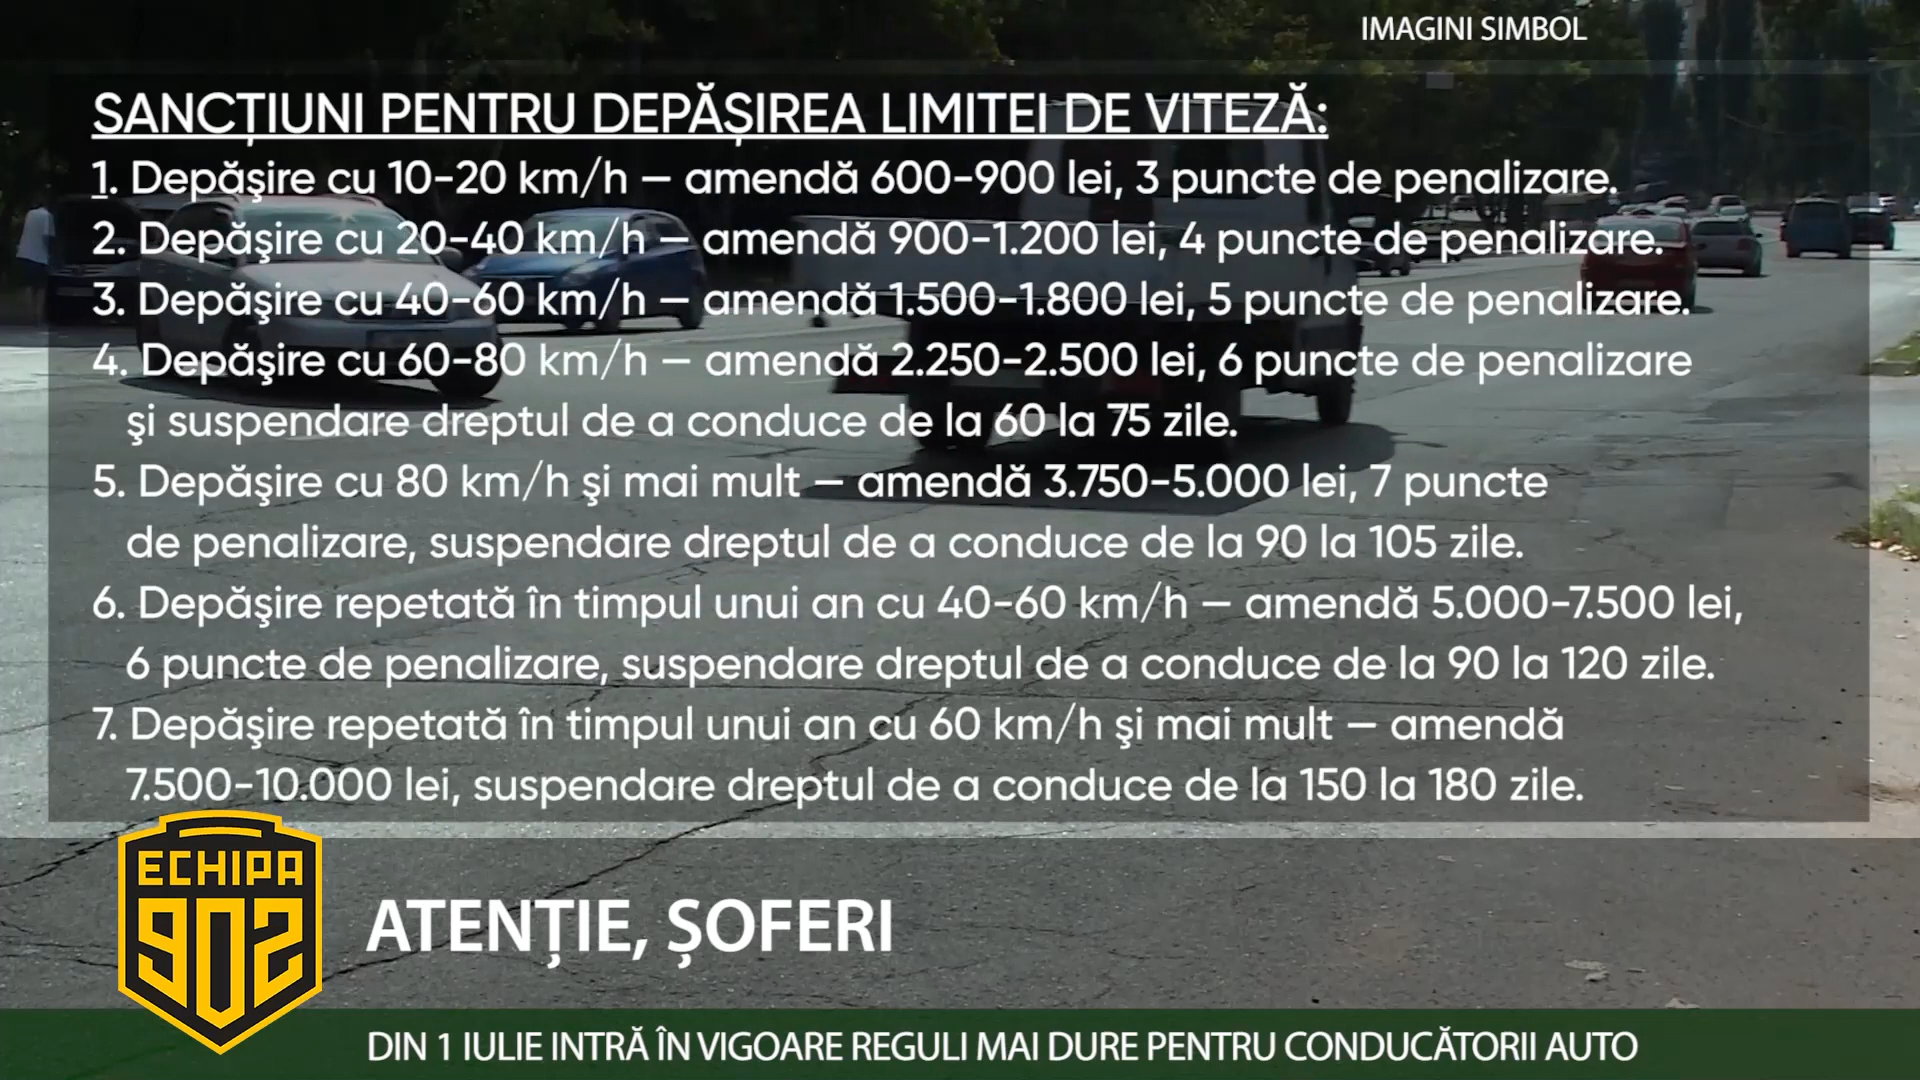 IMAGINI SIMBOL
SANCȚIUNI PENTRU DEPĂȘIREA LIMITEI DE VITEZĂ:
1. Depăşire cu 10-20 km/h — amendă 600-900 lei, 3 puncte de penalizare.
2. Depăşire cu 20-40 km/h — amendă 900-1.200 lei, 4 puncte de penalizare.
3. Depăşire cu 40-60 km/h — amendă 1.500-1.800 lei, 5 puncte de penalizare.
4. Depăşire cu 60-80 km/h — amendă 2.250-2.500 lei, 6 puncte de penalizare
şi suspendare dreptul de a conduce de la 60 la 75 zile.
5. Depăşire cu 80 km/h şi mai mult — amendă 3.750-5.000 lei, 7 puncte
de penalizare, suspendare dreptul de a conduce de la 90 la 105 zile.
6. Depăşire repetată în timpul unui an cu 40-60 km/h — amendă 5.000-7.500 lei,
6 puncte de penalizare, suspendare dreptul de a conduce de la 90 la 120 zile.
7. Depăşire repetată în timpul unui an cu 60 km/h şi mai mult — amendă
7.500-10.000 lei, suspendare dreptul de a conduce de la 150 la 180 zile.
ECHIPA
902
ATENȚIE, ȘOFERI
DIN 1 IULIE INTRĂ ÎN VIGOARE REGULI MAI DURE PENTRU CONDUCĂTORII AUTO